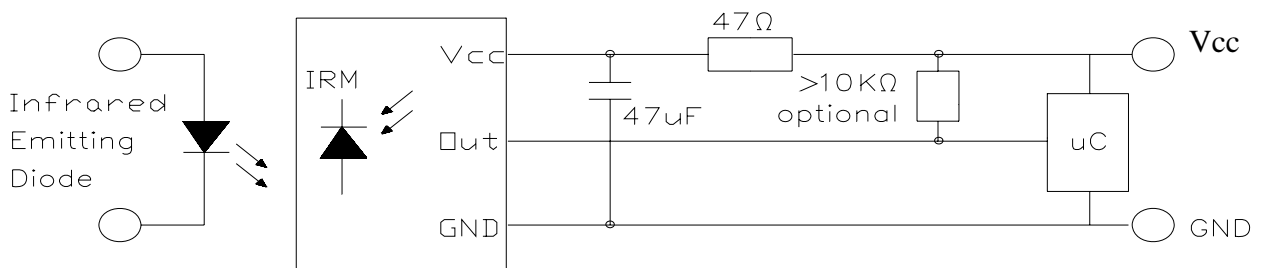 Infrared
Emitting
Diode
IRM
Vcc
Out
GND
47Ω
47uF
>10KΩ
optional
uC
Vcc
GND